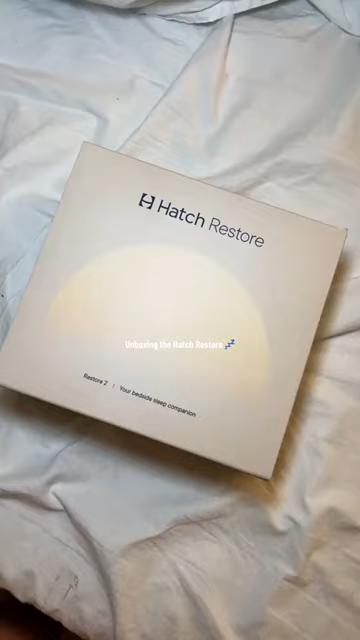 Hatch Restore
Unboxing the Hatch Restore 💤
Restore 2 | Your bedside sleep companion